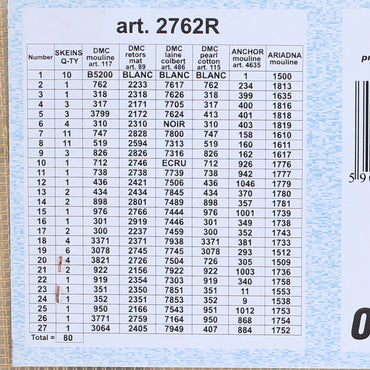 art. 2762R
Number SKEINS Q-TY DMC mouline art. 117 DMC retors mat art. 89 DMC laine colbert art. 486 DMC pearl cotton art. 115 ANCHOR mouline art. 4635 ARIADNA mouline
1 10 B5200 BLANC BLANC BLANC 1 1500
2 1 762 2233 7617 762 234 1813
3 1 318 2318 7626 318 399 1635
4 3 317 2171 7705 317 400 1816
5 3 3799 2172 7624 413 401 1818
6 4 310 310 NOIR 310 403 1819
7 11 747 2828 7800 747 158 1610
8 11 519 2594 7313 519 160 1611
9 3 826 2826 7316 826 162 1617
10 1 712 2746 ECRU 712 926 1776
11 1 738 2738 7739 738 942 1777
12 1 436 2421 7506 436 1046 1779
13 2 434 2434 7845 434 370 1780
14 2 898 2801 7489 898 357 1781
15 1 976 2766 7444 976 1001 1739
16 1 301 2919 7446 301 349 1738
17 2 300 2237 7459 300 352 1743
18 4 3371 2371 7938 3371 381 1733
19 6 3078 2745 7745 3078 293 1512
20 4 3821 2726 7504 726 305 1509
21 2 922 2156 7922 922 1003 1736
22 1 919 2354 7303 919 340 1738
23 1 351 2350 7851 351 11 1553
24 1 352 2351 7853 352 9 1538
25 1 950 2166 7543 951 1012 1753
26 1 3771 2759 7164 950 868 1754
27 1 3064 2405 7949 407 884 1752
Total = 80